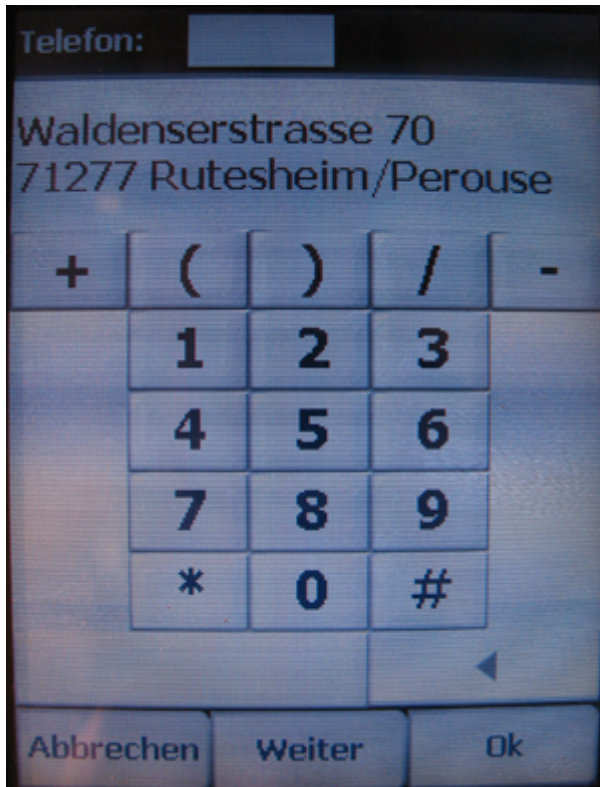 Telefon:
Waldenserstrasse 70
71277 Rutesheim/Perouse
+ ( ) / -
1 2 3
4 5 6
7 8 9
* 0 #
Abbrechen Weiter Ok